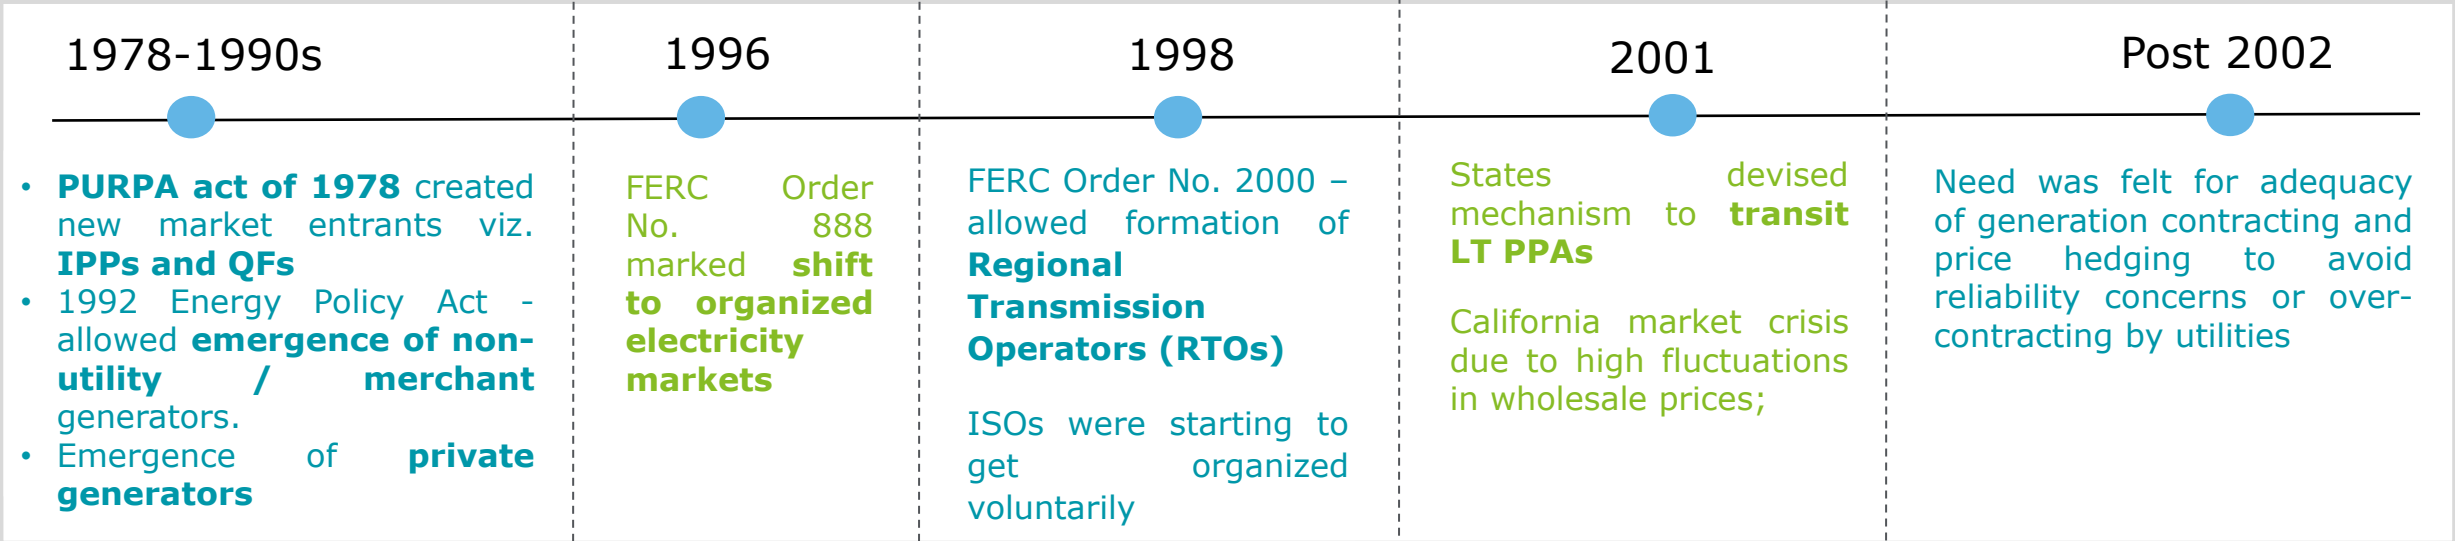 1978-1990s
• PURPA act of 1978 created
new market entrants viz.
IPPs and QFs
• 1992 Energy Policy Act -
allowed emergence of non-
utility / merchant
generators.
• Emergence of private
generators
1996
FERC Order
No. 888
marked shift
to organized
electricity
markets
1998
FERC Order No. 2000 –
allowed formation of
Regional
Transmission
Operators (RTOs)
ISOs were starting to
get organized
voluntarily
2001
States devised
mechanism to transit
LT PPAs
California market crisis
due to high fluctuations
in wholesale prices;
Post 2002
Need was felt for adequacy
of generation contracting and
price hedging to avoid
reliability concerns or over-
contracting by utilities